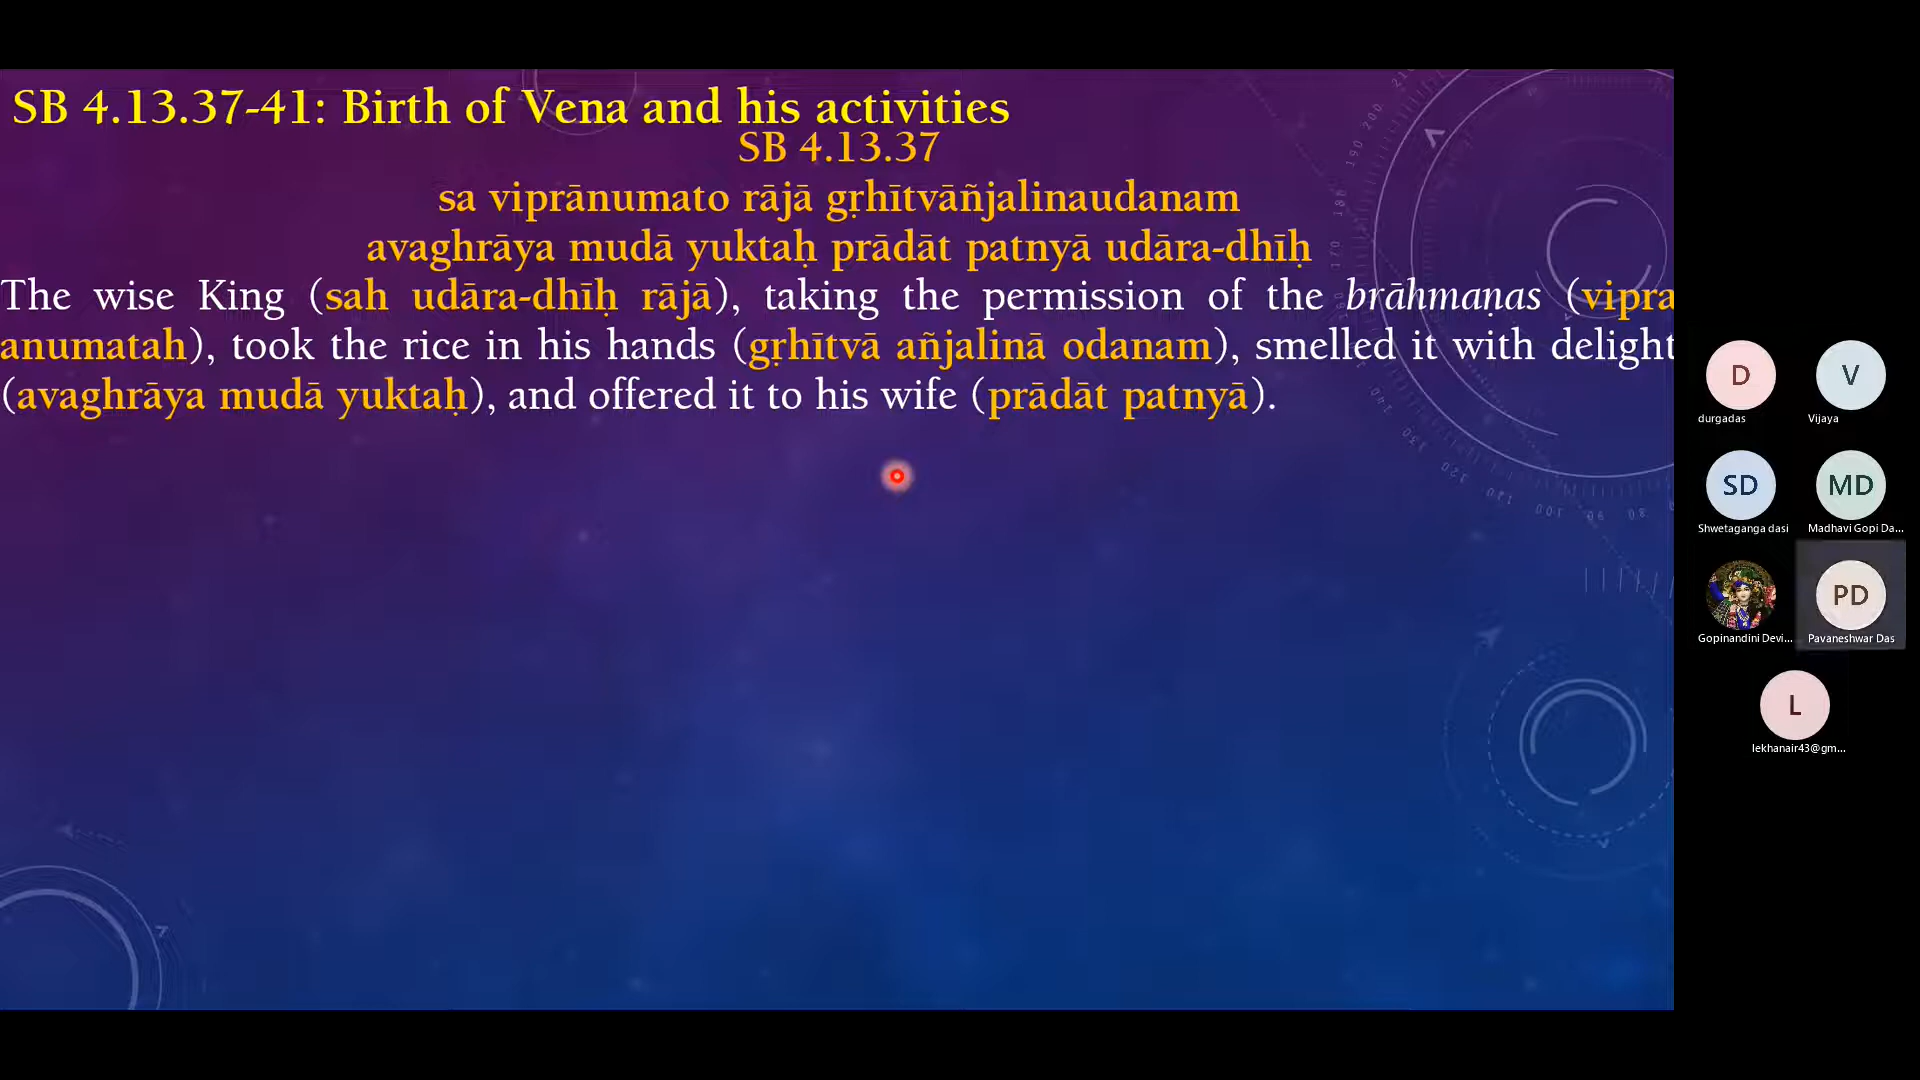 SB 4.13.37-41: Birth of Vena and his activities
SB 4.13.37
sa viprānumato rājā gṛhītvāñjalinaudanam
avaghrāya mudā yuktaḥ prādāt patnyā udāra-dhīḥ
The wise King (sah udāra-dhīḥ rājā), taking the permission of the brāhmaṇas (vipra
anumatah), took the rice in his hands (gṛhītvā añjalinā odanam), smelled it with delight
(avaghrāya mudā yuktaḥ), and offered it to his wife (prādāt patnyā).
D
V
durgadas
Vijaya
SD
MD
Shwetaganga dasi
Madhavi Gopi Da...
PD
Gopinandini Devi...
Pavaneshwar Das
L
lekhanair43@gm...